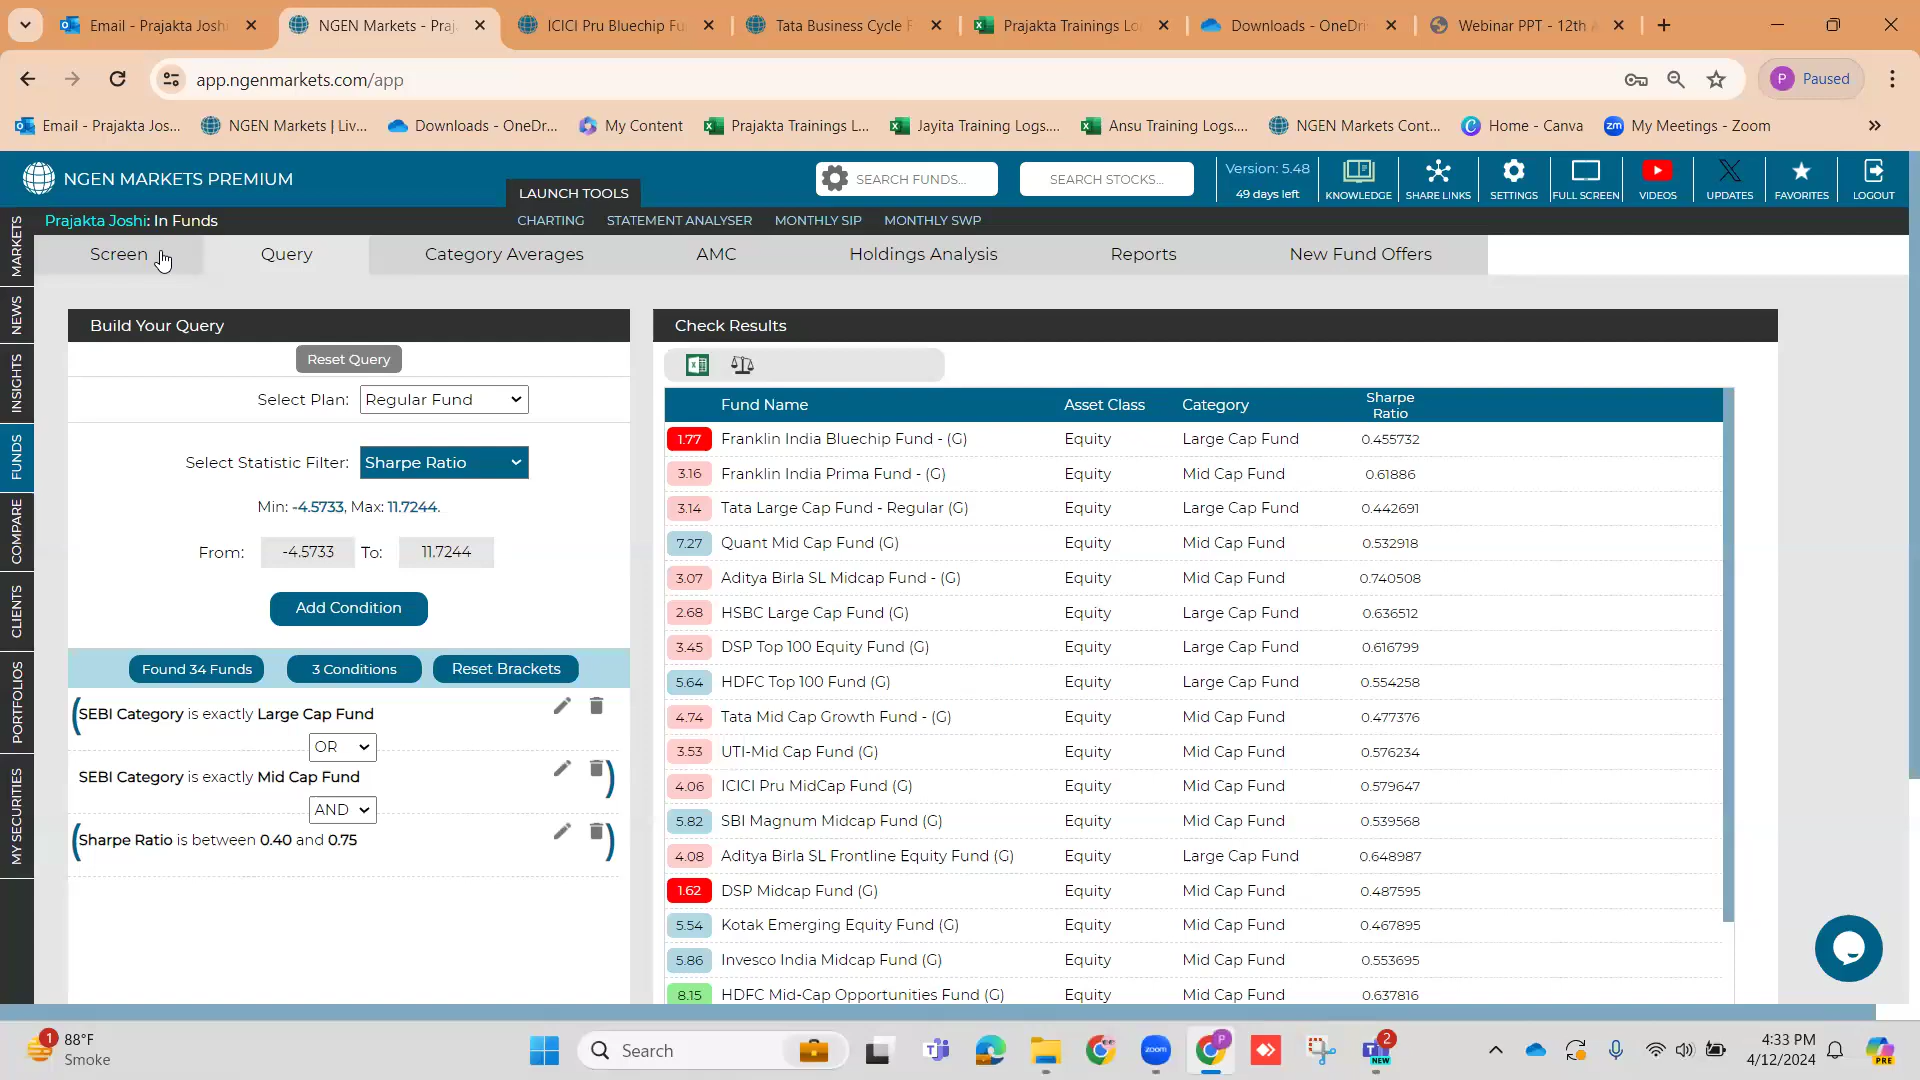 Email - Prajakta Joshi
NGEN Markets - Praj
ICICI Pru Bluechip Fu
Tata Business Cycle F
Prajakta Trainings Lo
Downloads - OneDri
Webinar PPT - 12th A
app.ngenmarkets.com/app
P
Paused
Email - Prajakta Jos...
NGEN Markets | Liv...
Downloads - OneDr...
My Content
Prajakta Trainings L...
Jayita Training Logs....
Ansu Training Logs....
NGEN Markets Cont...
Home - Canva
zm
My Meetings - Zoom
NGEN MARKETS PREMIUM
LAUNCH TOOLS
SEARCH FUNDS...
SEARCH STOCKS...
Version: 5.48
49 days left
KNOWLEDGE
SHARE LINKS
SETTINGS
FULL SCREEN
VIDEOS
UPDATES
FAVORITES
LOGOUT
Prajakta Joshi: In Funds
CHARTING
STATEMENT ANALYSER
MONTHLY SIP
MONTHLY SWP
Screen
Query
Category Averages
AMC
Holdings Analysis
Reports
New Fund Offers
MARKETS
NEWS
INSIGHTS
FUNDS
COMPARE
CLIENTS
PORTFOLIOS
MY SECURITIES
Build Your Query
Reset Query
Select Plan:
Regular Fund
Select Statistic Filter:
Sharpe Ratio
Min: -4.5733, Max: 11.7244.
From:
-4.5733
To:
11.7244
Add Condition
Found 34 Funds
3 Conditions
Reset Brackets
(SEBI Category is exactly Large Cap Fund
OR
SEBI Category is exactly Mid Cap Fund)
AND
(Sharpe Ratio is between 0.40 and 0.75)
Check Results
Fund Name Asset Class Category Sharpe Ratio
1.77 Franklin India Bluechip Fund - (G) Equity Large Cap Fund 0.455732
3.16 Franklin India Prima Fund - (G) Equity Mid Cap Fund 0.61886
3.14 Tata Large Cap Fund - Regular (G) Equity Large Cap Fund 0.442691
7.27 Quant Mid Cap Fund (G) Equity Mid Cap Fund 0.532918
3.07 Aditya Birla SL Midcap Fund - (G) Equity Mid Cap Fund 0.740508
2.68 HSBC Large Cap Fund (G) Equity Large Cap Fund 0.636512
3.45 DSP Top 100 Equity Fund (G) Equity Large Cap Fund 0.616799
5.64 HDFC Top 100 Fund (G) Equity Large Cap Fund 0.554258
4.74 Tata Mid Cap Growth Fund - (G) Equity Mid Cap Fund 0.477376
3.53 UTI-Mid Cap Fund (G) Equity Mid Cap Fund 0.576234
4.06 ICICI Pru MidCap Fund (G) Equity Mid Cap Fund 0.579647
5.82 SBI Magnum Midcap Fund (G) Equity Mid Cap Fund 0.539568
4.08 Aditya Birla SL Frontline Equity Fund (G) Equity Large Cap Fund 0.648987
1.62 DSP Midcap Fund (G) Equity Mid Cap Fund 0.487595
5.54 Kotak Emerging Equity Fund (G) Equity Mid Cap Fund 0.467895
5.86 Invesco India Midcap Fund (G) Equity Mid Cap Fund 0.553695
8.15 HDFC Mid-Cap Opportunities Fund (G) Equity Mid Cap Fund 0.637816
1
88°F
Smoke
Search
zoom
P
2
NEW
4:33 PM
4/12/2024
PRE